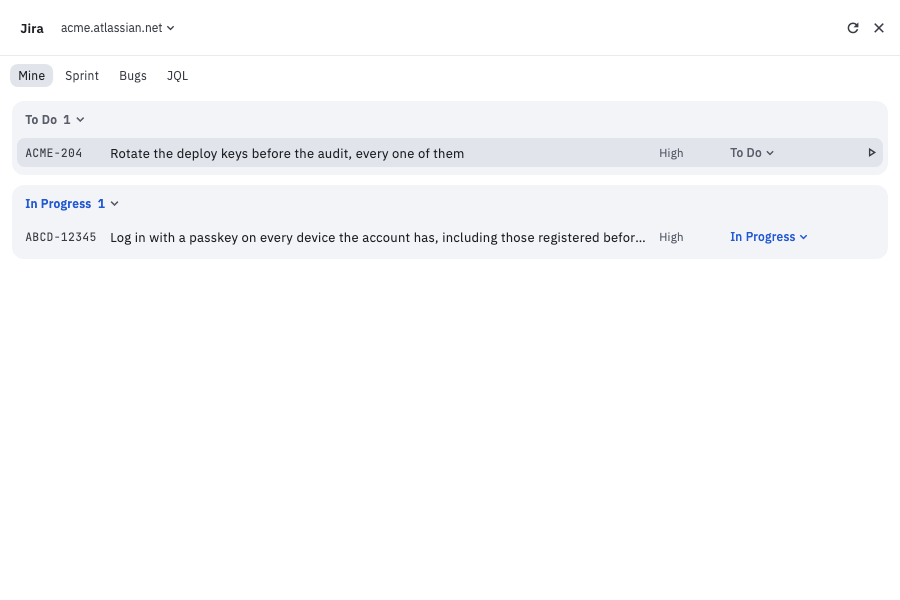 Jira acme.atlassian.net
Mine Sprint Bugs JQL
To Do 1
ACME-204 Rotate the deploy keys before the audit, every one of them High To Do
In Progress 1
ABCD-12345 Log in with a passkey on every device the account has, including those registered befor... High In Progress